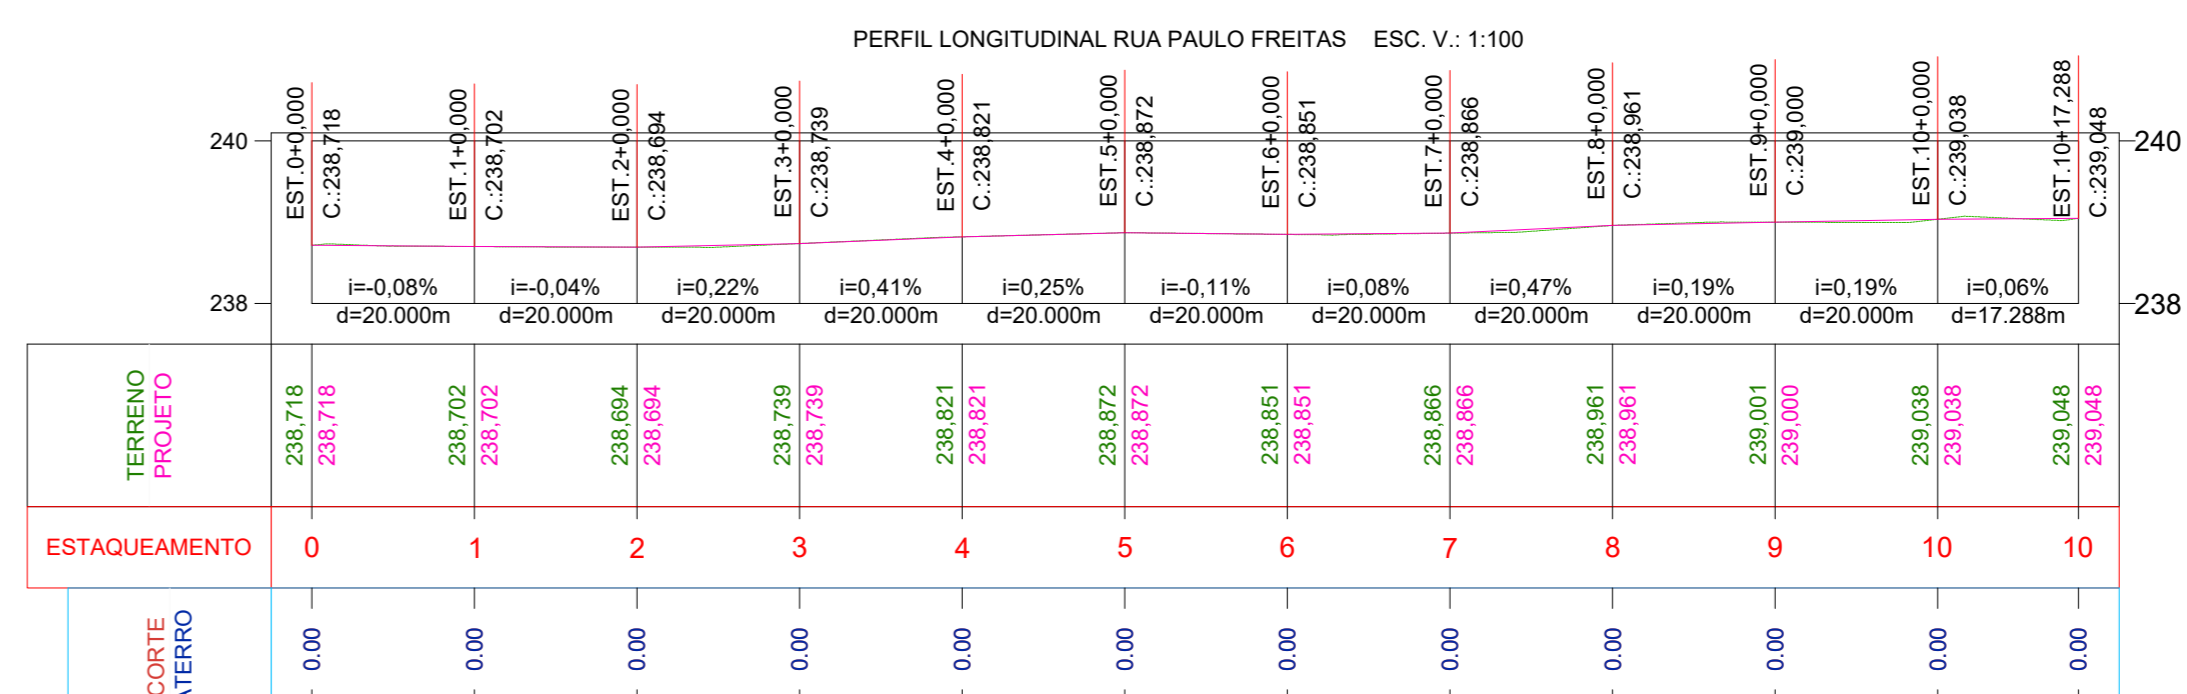 PERFIL LONGITUDINAL RUA PAULO FREITAS ESC. V.: 1:100
EST.0+0,000
C.:238,718
EST.1+0,000
C.:238,702
EST.2+0,000
C.:238,694
EST.3+0,000
C.:238,739
EST.4+0,000
C.:238,821
EST.5+0,000
C.:238,872
EST.6+0,000
C.:238,851
EST.7+0,000
C.:238,866
EST.8+0,000
C.:238,961
EST.9+0,000
C.:239,000
EST.10+0,000
C.:239,038
EST.10+17,288
C.:239,048
240 240
i=-0,08% i=-0,04% i=0,22% i=0,41% i=0,25% i=-0,11% i=0,08% i=0,47% i=0,19% i=0,19% i=0,06%
238 238
d=20.000m d=20.000m d=20.000m d=20.000m d=20.000m d=20.000m d=20.000m d=20.000m d=20.000m d=20.000m d=17.288m
TERRENO
PROJETO
238,718
238,718
238,702
238,702
238,694
238,694
238,739
238,739
238,821
238,821
238,872
238,872
238,851
238,851
238,866
238,866
238,961
238,961
239,001
239,000
239,038
239,038
239,048
239,048
ESTAQUEAMENTO 0 1 2 3 4 5 6 7 8 9 10 10
CORTE
ATERRO
0.00 0.00 0.00 0.00 0.00 0.00 0.00 0.00 0.00 0.00 0.00 0.00